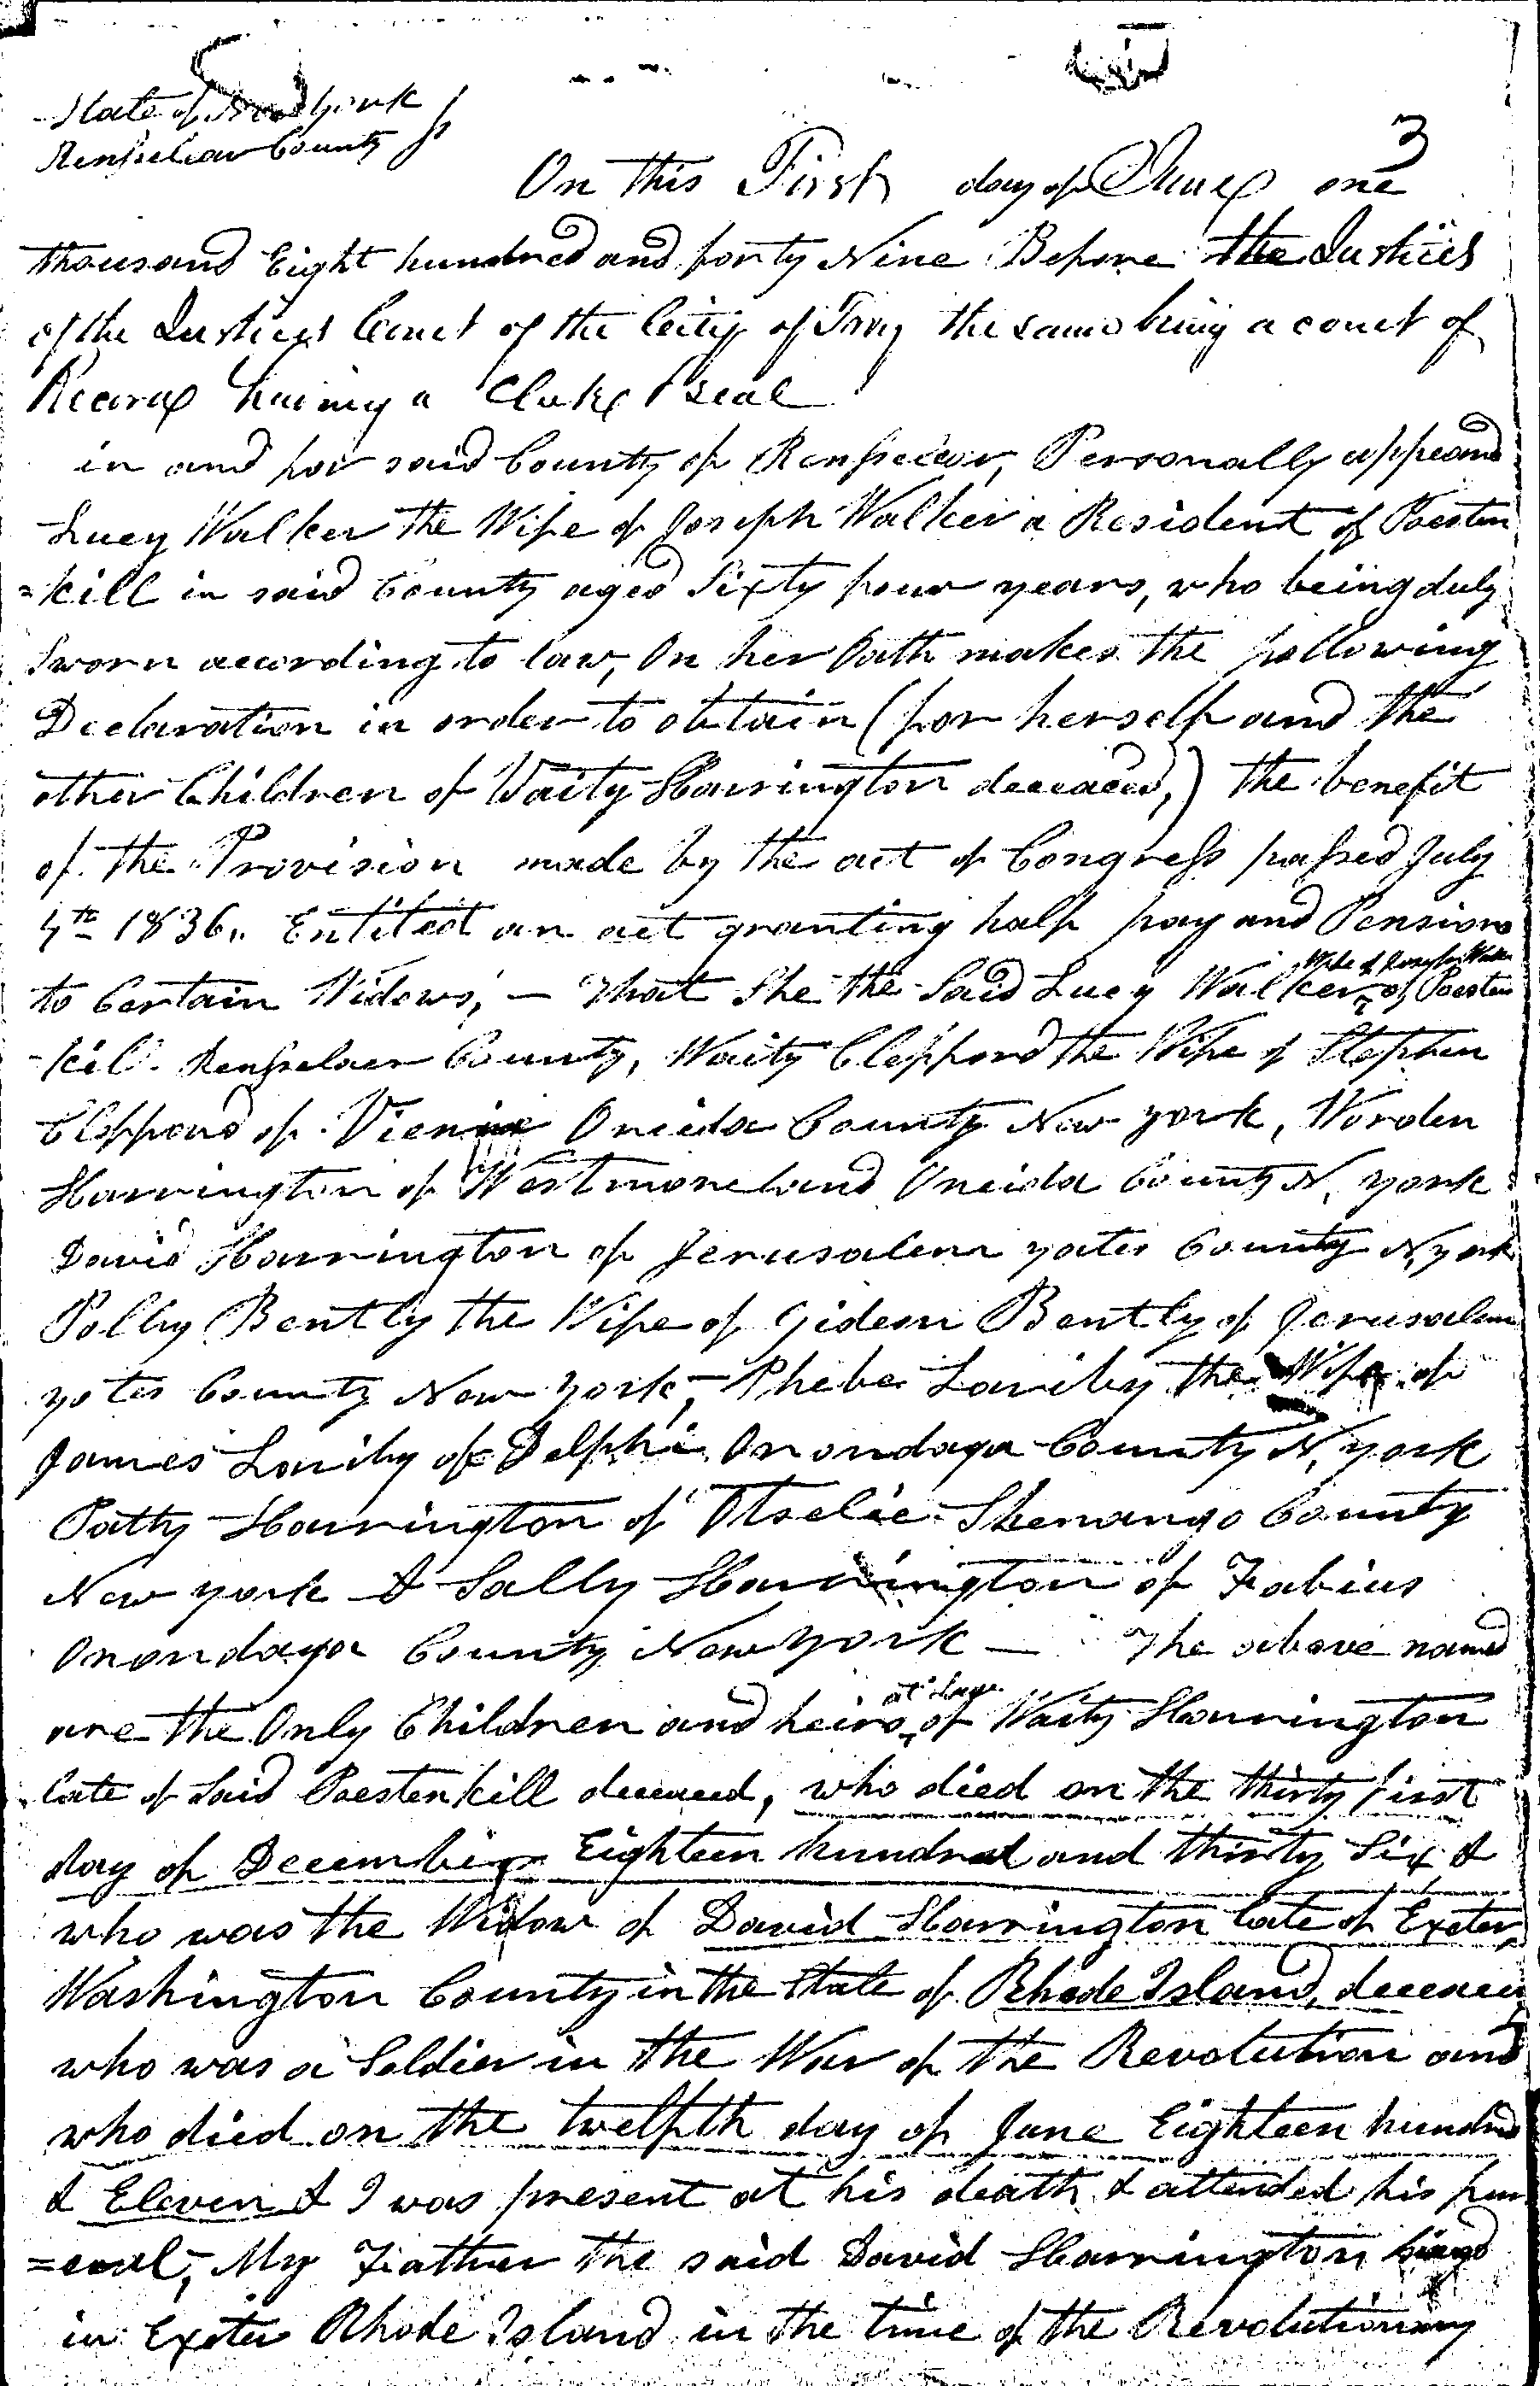 State of New York
Rensselaer County } ss
3
On this First day of June one
thousand Eight hundred and forty Nine Before the Justices
of the Justices Court of the City of Troy the same being a court of
Record having a Clerk & seal
in and for said County of Rensselaer, Personally appeared
Lucy Walker the Wife of Joseph Walker a Resident of Poesten
=kill in said County aged Sixty four years, who being duly
Sworn according to law, On her Oath makes the following
Declaration in order to obtain (for herself and the
other Children of Waity Harrington deceased,) the benefit
of the Provision made by the act of Congress passed July
4th 1836. Entitled an act granting half pay and Pensions
to Certain Widows, — That She the Said Lucy Walker, Wife of Joseph Walker of Poesten
-kill Rensselaer County, Waity Clapford the Wife of Stephen
Clapford of Vienna Oneida County New York, Worden
Harrington of Westmoreland Oneida County N, York
David Harrington of Jerusalem yates County N, york
Polly Bently the Wife of Gideon Bently of Jerusalem
yates County New York, Phebe the Wife of
James of Delphi Onondaga County N, York
Patty Harrington of Otselic Shenango County
New york & Sally Harrington of Fabius
Onondaga County New York — The above named
are the Only Children and heirs at law of Waity Harrington
late of Said Poestenkill deceased, who died on the thirty first
day of December Eighteen hundred and thirty Six &
who was the Widow of David Harrington late of Exeter,
Washington County in the State of Rhode Island, deceased
who was a Soldier in the War of the Revolution and
who died on the twelfth day of June Eighteen hundred
& Eleven & I was present at his death & attended his fun
=eral, My Father the said David Harrington lived
in Exeter Rhode Island in the time of the Revolutionary